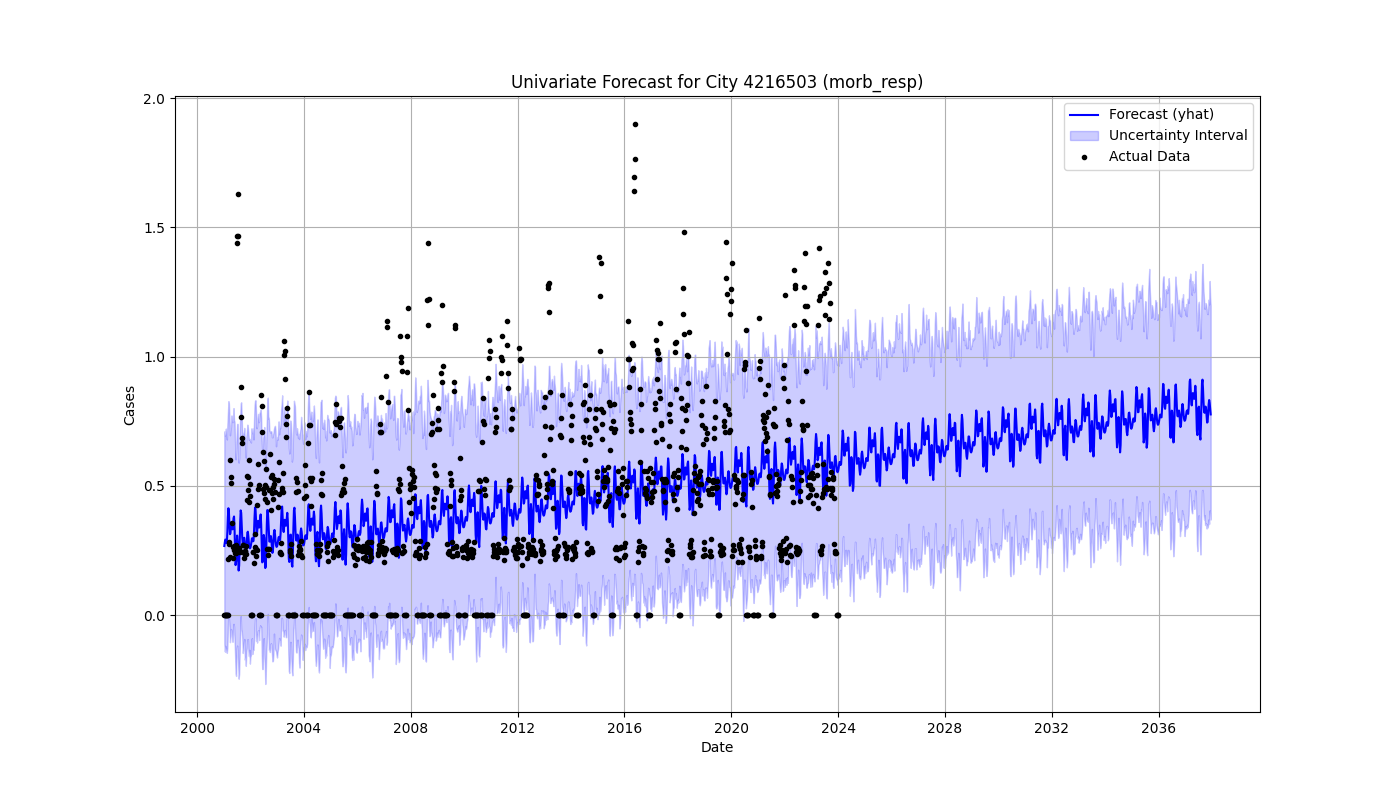 Univariate Forecast for City 4216503 (morb_resp)
2.0
1.5
1.0
0.5
0.0
Cases
Forecast (yhat)
Uncertainty Interval
Actual Data
2000 2004 2008 2012 2016 2020 2024 2028 2032 2036
Date